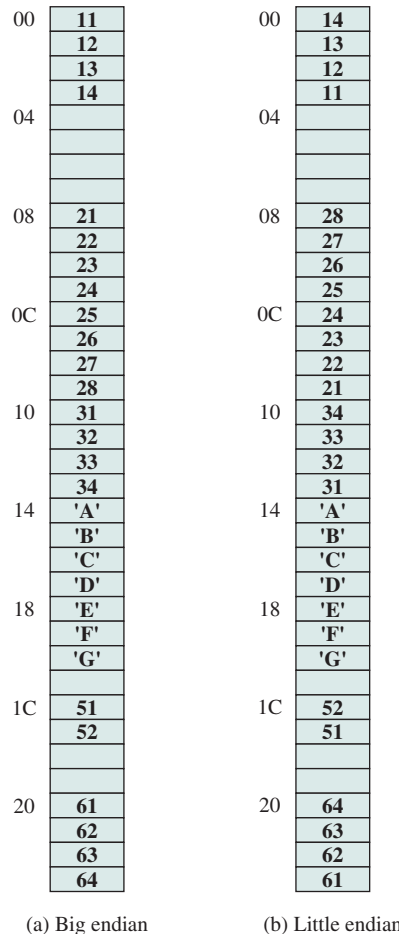 00 11 00 14
12 13
13 12
14 11
04 04
08 21 08 28
22 27
23 26
24 25
0C 25 0C 24
26 23
27 22
28 21
10 31 10 34
32 33
33 32
34 31
14 'A' 14 'A'
'B' 'B'
'C' 'C'
'D' 'D'
18 'E' 18 'E'
'F' 'F'
'G' 'G'
1C 51 1C 52
52 51
20 61 20 64
62 63
63 62
64 61
(a) Big endian (b) Little endian